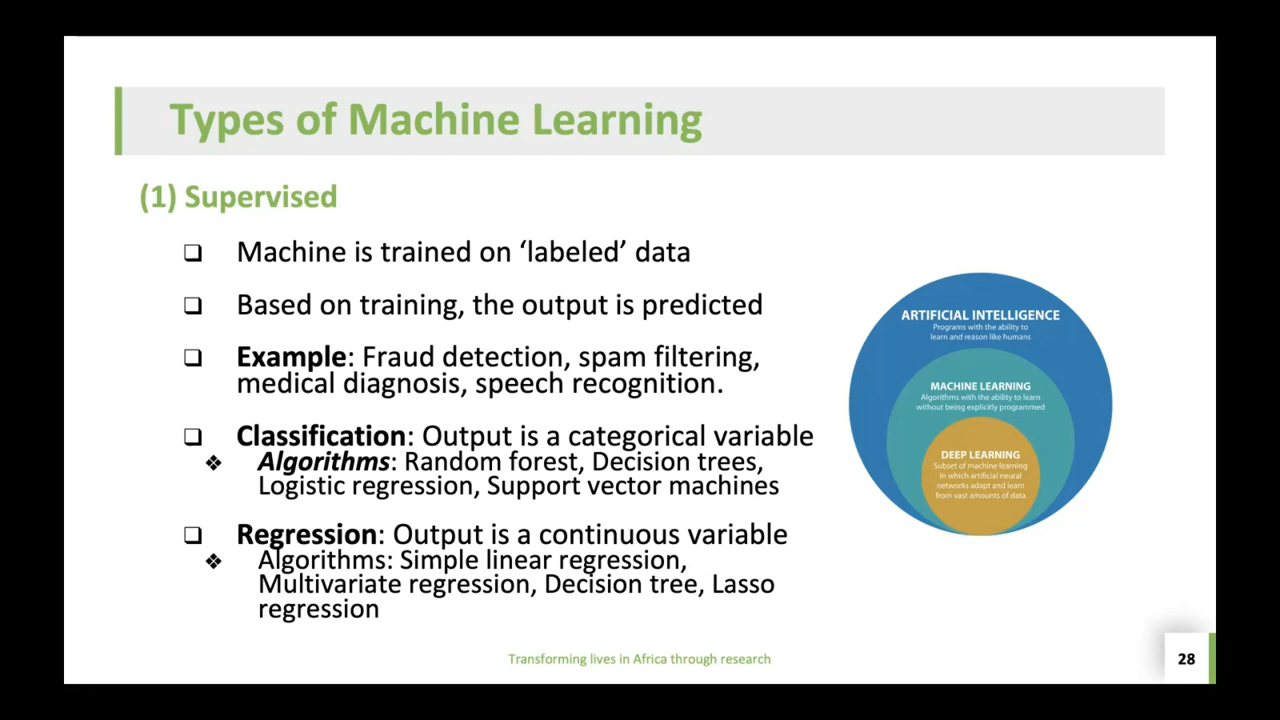 Types of Machine Learning
(1) Supervised
❑ Machine is trained on ‘labeled’ data
❑ Based on training, the output is predicted
❑ Example: Fraud detection, spam filtering,
medical diagnosis, speech recognition.
❑ Classification: Output is a categorical variable
❖ Algorithms: Random forest, Decision trees,
Logistic regression, Support vector machines
❑ Regression: Output is a continuous variable
❖ Algorithms: Simple linear regression,
Multivariate regression, Decision tree, Lasso
regression
ARTIFICIAL INTELLIGENCE
Programs with the ability to
learn and reason like humans
MACHINE LEARNING
Algorithms with the ability to learn
without being explicitly programmed
DEEP LEARNING
Subset of machine learning
in which artificial neural
networks adapt and learn
from vast amounts of data
Transforming lives in Africa through research
28